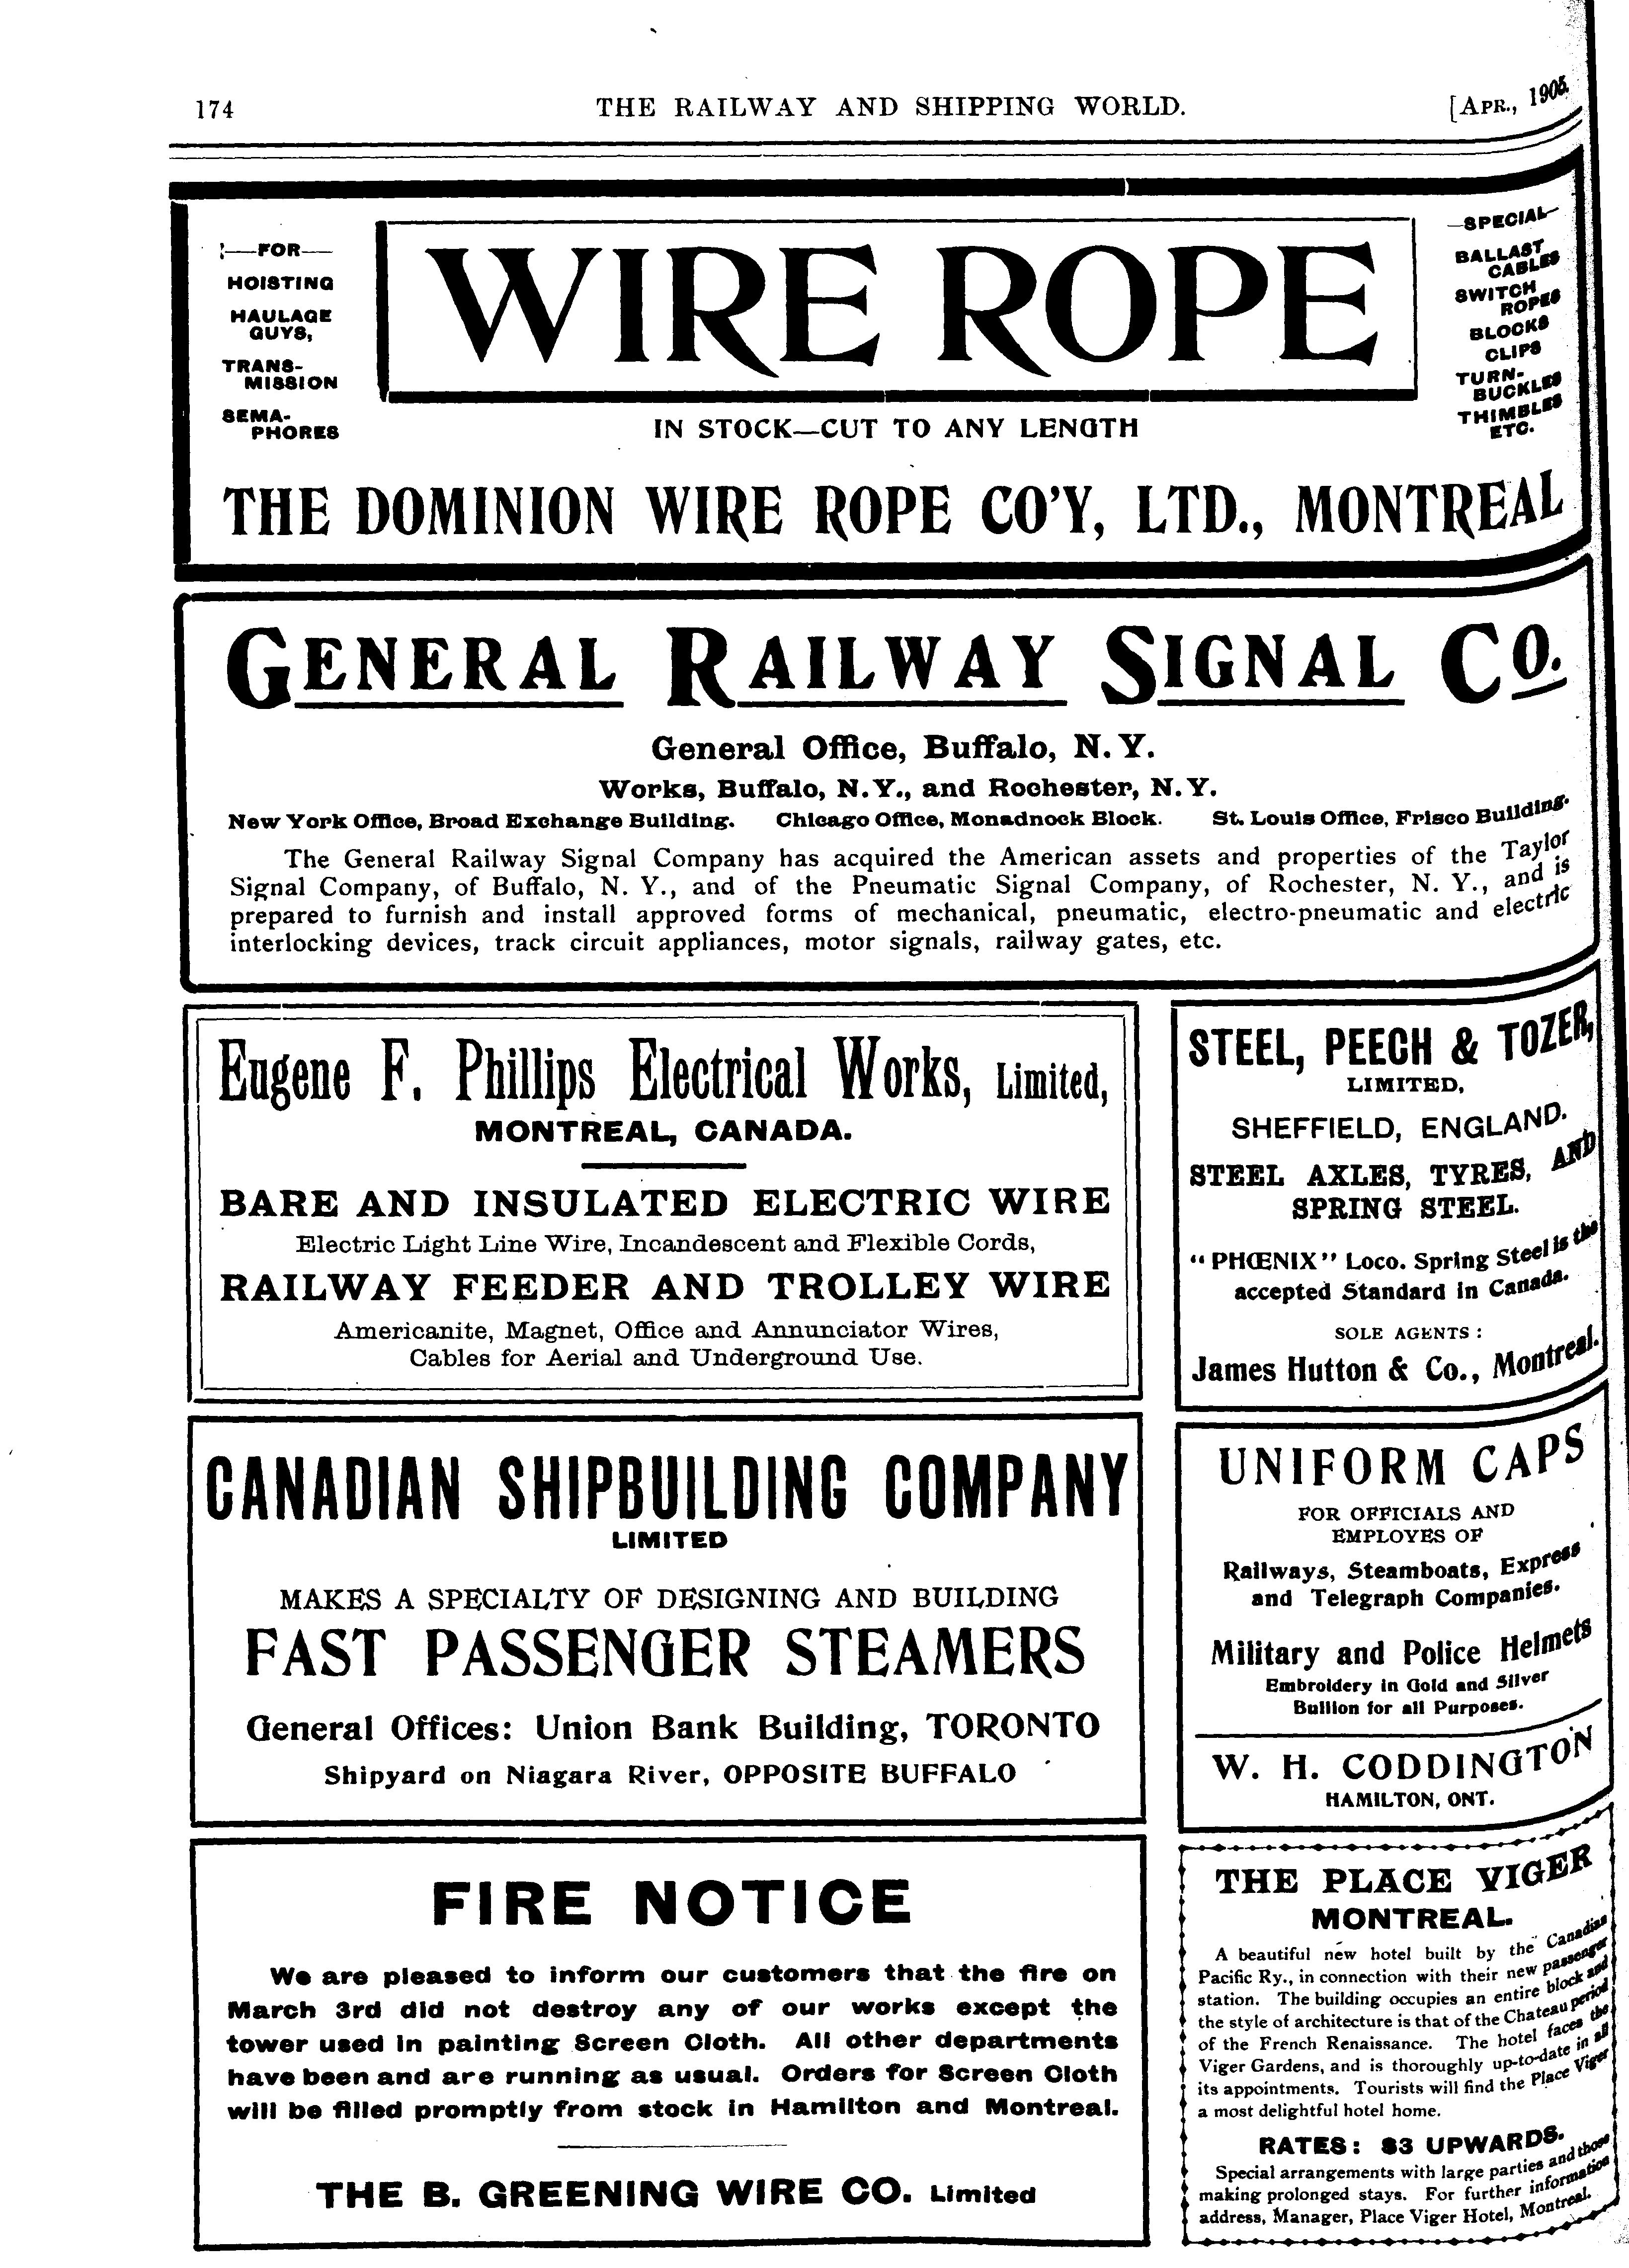 174
THE RAILWAY AND SHIPPING WORLD.
[APR., 1905.
—FOR—
HOISTING
HAULAGE
GUYS,
TRANS-
MISSION
SEMA-
PHORES
WIRE ROPE
IN STOCK—CUT TO ANY LENGTH
—SPECIAL—
BALLAST
CABLES
SWITCH
ROPES
BLOCKS
CLIPS
TURN-
BUCKLES
THIMBLES
ETC.
THE DOMINION WIRE ROPE CO'Y, LTD., MONTREAL
GENERAL RAILWAY SIGNAL CO.
General Office, Buffalo, N.Y.
Works, Buffalo, N.Y., and Rochester, N.Y.
New York Office, Broad Exchange Building. Chicago Office, Monadnock Block. St. Louis Office, Frisco Building.
The General Railway Signal Company has acquired the American assets and properties of the Taylor
Signal Company, of Buffalo, N. Y., and of the Pneumatic Signal Company, of Rochester, N. Y., and is
prepared to furnish and install approved forms of mechanical, pneumatic, electro-pneumatic and electric
interlocking devices, track circuit appliances, motor signals, railway gates, etc.
Eugene F. Phillips Electrical Works, Limited,
MONTREAL, CANADA.
BARE AND INSULATED ELECTRIC WIRE
Electric Light Line Wire, Incandescent and Flexible Cords,
RAILWAY FEEDER AND TROLLEY WIRE
Americanite, Magnet, Office and Annunciator Wires,
Cables for Aerial and Underground Use.
STEEL, PEECH & TOZER,
LIMITED,
SHEFFIELD, ENGLAND.
STEEL AXLES, TYRES, AND
SPRING STEEL.
"PHŒNIX" Loco. Spring Steel is the
accepted Standard in Canada.
SOLE AGENTS:
James Hutton & Co., Montreal.
CANADIAN SHIPBUILDING COMPANY
LIMITED
MAKES A SPECIALTY OF DESIGNING AND BUILDING
FAST PASSENGER STEAMERS
General Offices: Union Bank Building, TORONTO
Shipyard on Niagara River, OPPOSITE BUFFALO
UNIFORM CAPS
FOR OFFICIALS AND
EMPLOYES OF
Railways, Steamboats, Express
and Telegraph Companies.
Military and Police Helmets
Embroidery in Gold and Silver
Bullion for all Purposes.
W. H. CODDINGTON
HAMILTON, ONT.
FIRE NOTICE
We are pleased to inform our customers that the fire on
March 3rd did not destroy any of our works except the
tower used in painting Screen Cloth. All other departments
have been and are running as usual. Orders for Screen Cloth
will be filled promptly from stock in Hamilton and Montreal.
THE B. GREENING WIRE CO. Limited
THE PLACE VIGER
MONTREAL.
A beautiful new hotel built by the Canadian
Pacific Ry., in connection with their new passenger
station. The building occupies an entire block and
the style of architecture is that of the Chateau period
of the French Renaissance. The hotel faces the
Viger Gardens, and is thoroughly up-to-date in all
its appointments. Tourists will find the Place Viger
a most delightful hotel home.
RATES: $3 UPWARDS.
Special arrangements with large parties and those
making prolonged stays. For further information
address, Manager, Place Viger Hotel, Montreal.